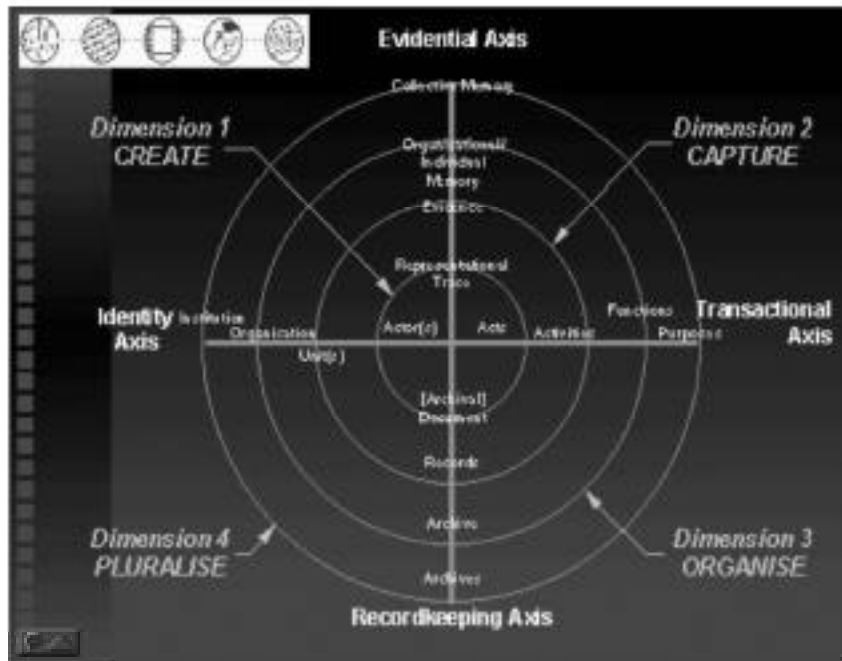 Evidential Axis
Collective Memory
Dimension 1
CREATE
Dimension 2
CAPTURE
Organisational/
Individual
Memory
Evidence
Representational
Trace
Identity
Axis
Institution
Organisation
Unit(s)
Actor(s)
Acts
Activities
Functions
Purposes
Transactional
Axis
[Archival]
Document
Records
Archive
Archives
Dimension 4
PLURALISE
Dimension 3
ORGANISE
Recordkeeping Axis